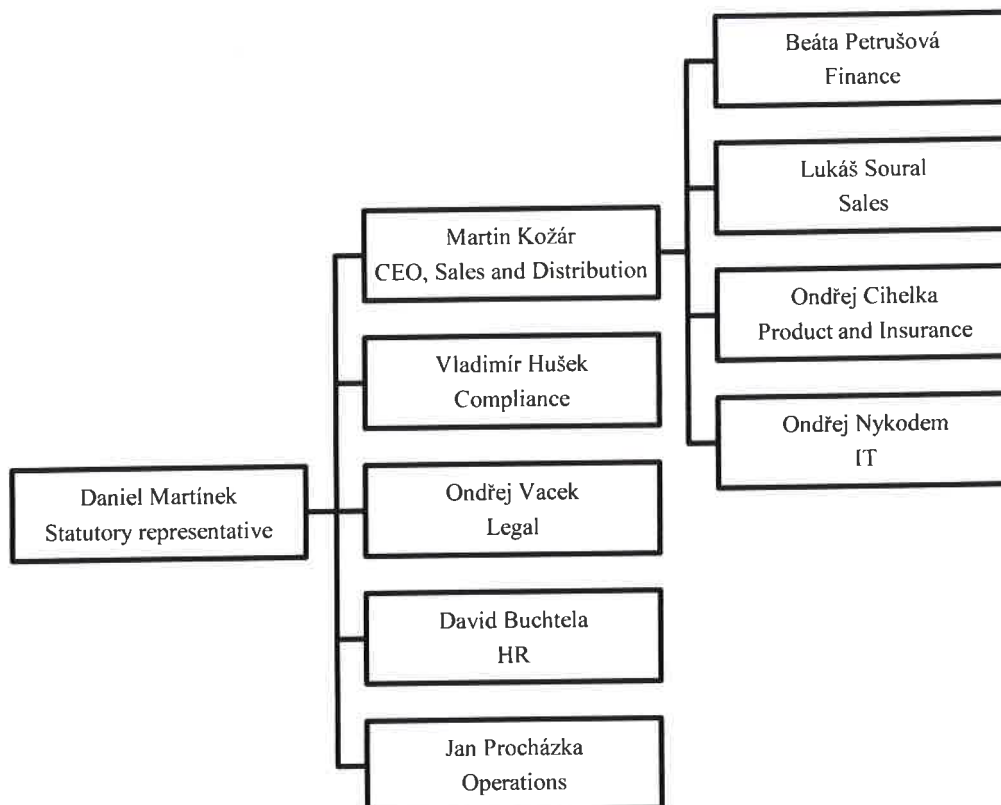 Beáta Petrušová
Finance
Lukáš Soural
Sales
Martin Kožár
CEO, Sales and Distribution
Ondřej Cihelka
Product and Insurance
Vladimír Hušek
Compliance
Ondřej Nykodem
IT
Daniel Martínek
Statutory representative
Ondřej Vacek
Legal
David Buchtela
HR
Jan Procházka
Operations